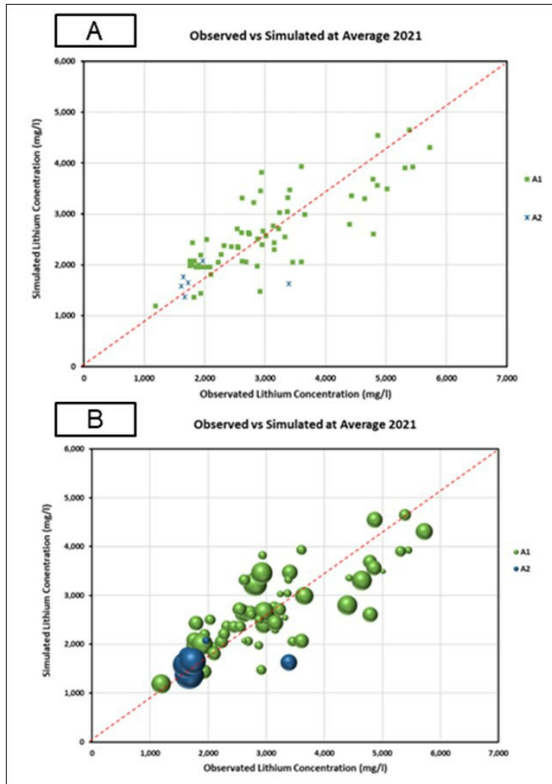 A
Observed vs Simulated at Average 2021
6,000
5,000
4,000
3,000
2,000
1,000
0
Simulated Lithium Conentration (mg/l)
0 1,000 2,000 3,000 4,000 5,000 6,000 7,000
Observated Lithium Concentration (mg/l)
A1
A2
B
Observed vs Simulated at Average 2021
6,000
5,000
4,000
3,000
2,000
1,000
0
Simulated Lithium Conentration (mg/l)
0 1,000 2,000 3,000 4,000 5,000 6,000 7,000
Observated Lithium Concentration (mg/l)
A1
A2